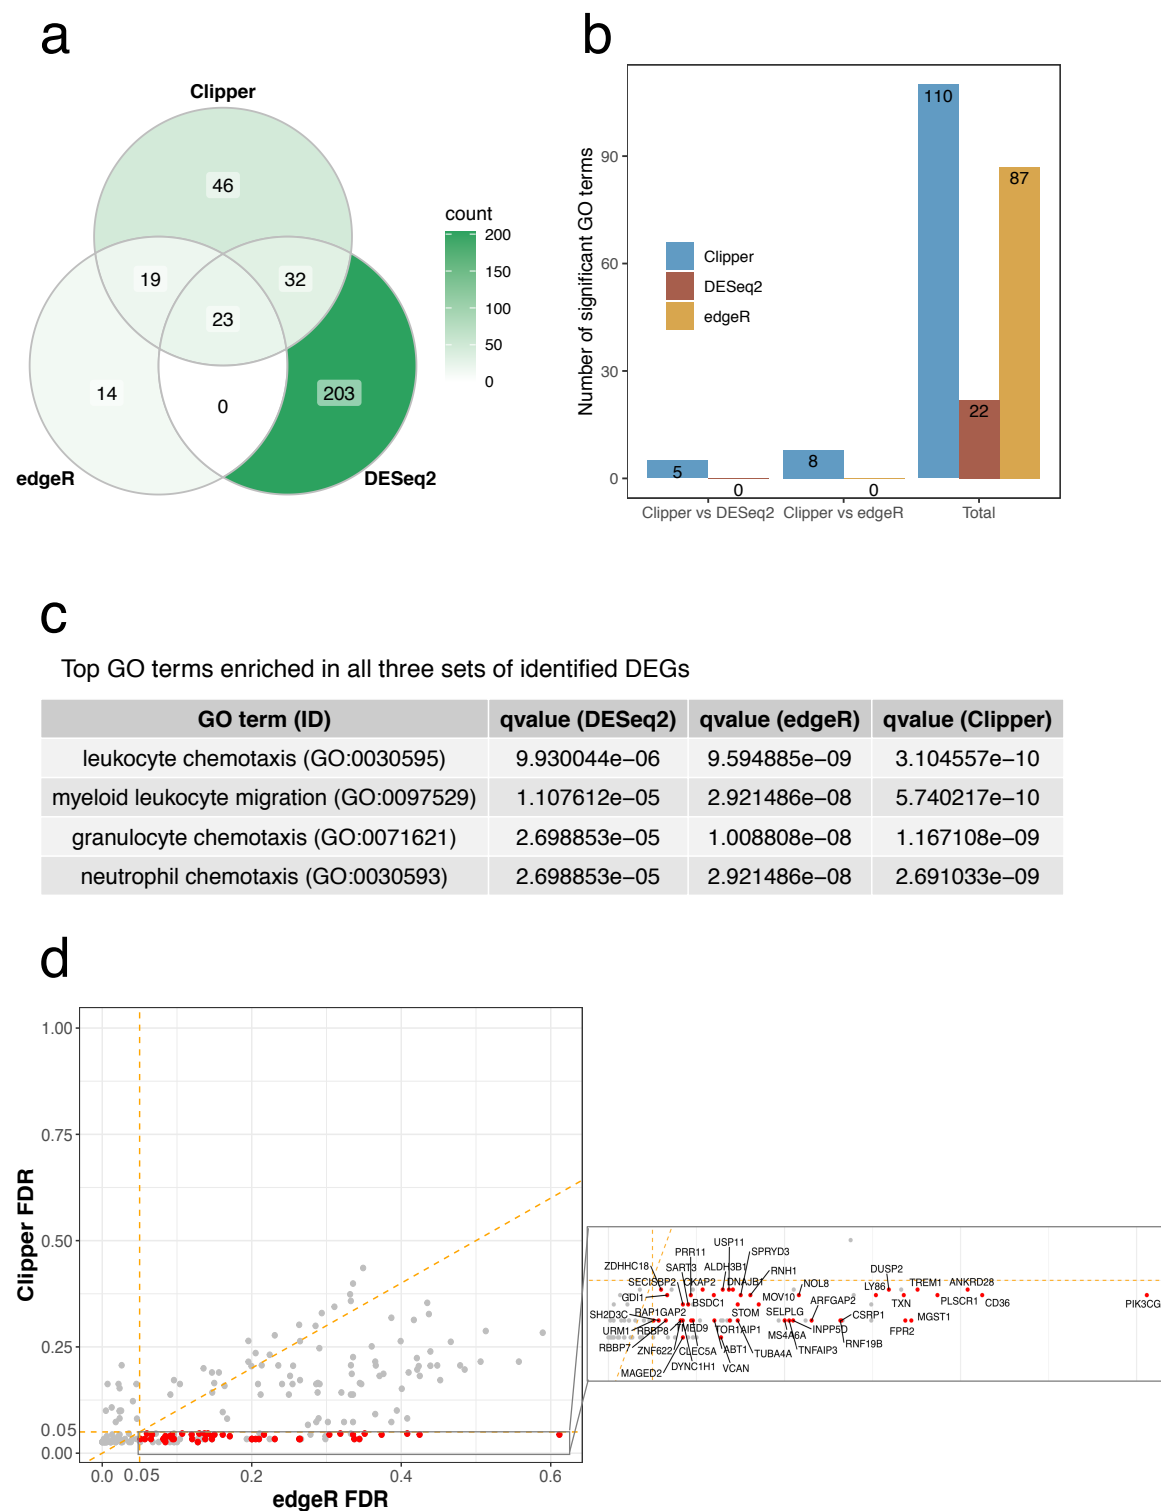 a
Clipper
46
19
32
23
14
0
203
edgeR
DESeq2
count
200
150
100
50
0
b
Number of significant GO terms
90
60
30
0
Clipper
DESeq2
edgeR
5
0
8
0
110
22
87
Clipper vs DESeq2
Clipper vs edgeR
Total
c
Top GO terms enriched in all three sets of identified DEGs
GO term (ID) qvalue (DESeq2) qvalue (edgeR) qvalue (Clipper)
leukocyte chemotaxis (GO:0030595) 9.930044e−06 9.594885e−09 3.104557e−10
myeloid leukocyte migration (GO:0097529) 1.107612e−05 2.921486e−08 5.740217e−10
granulocyte chemotaxis (GO:0071621) 2.698853e−05 1.008808e−08 1.167108e−09
neutrophil chemotaxis (GO:0030593) 2.698853e−05 2.921486e−08 2.691033e−09
d
Clipper FDR
1.00
0.75
0.50
0.25
0.05
0.00
0.0
0.05
0.2
0.4
0.6
edgeR FDR
USP11
PRR11
SPRYD3
ZDHHC18
SART3
ALDH3B1
RNH1
DUSP2
SECISBP2
CKAP2
DNAJB1
NOL8
LY86
TREM1
ANKRD28
GDI1
BSDC1
MOV10
TXN
PLSCR1
CD36
PIK3CG
SH2D3C
RAP1GAP2
STOM
SELPLG
ARFGAP2
CSRP1
MGST1
URM1
RBBP8
TMED9
TOR1AIP1
MS4A6A
INPP5D
FPR2
RBBP7
ZNF622
CLEC5A
ABT1
TUBA4A
TNFAIP3
RNF19B
MAGED2
DYNC1H1
VCAN